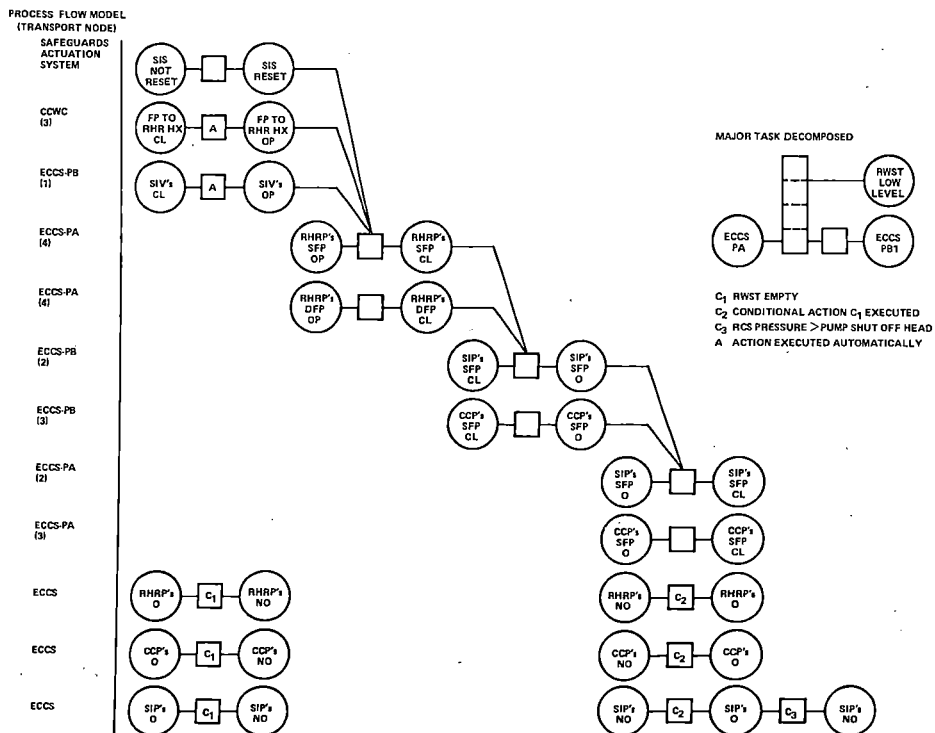 PROCESS FLOW MODEL
(TRANSPORT NODE)
SAFEGUARDS
ACTUATION
SYSTEM
SIS
NOT
RESET
SIS
RESET
CCWC
(3)
FP TO
RHR HX
CL
A
FP TO
RHR HX
OP
ECCS-PB
(1)
SIV's
CL
A
SIV's
OP
MAJOR TASK DECOMPOSED
RWST
LOW
LEVEL
ECCS
PA
ECCS
PB1
C1 RWST EMPTY
C2 CONDITIONAL ACTION C1 EXECUTED
C3 RCS PRESSURE > PUMP SHUT OFF HEAD
A ACTION EXECUTED AUTOMATICALLY
ECCS-PA
(4)
RHRP's
SFP
OP
RHRP's
SFP
CL
ECCS-PA
(4)
RHRP's
DFP
OP
RHRP's
DFP
CL
ECCS-PB
(2)
SIP's
SFP
CL
SIP's
SFP
O
ECCS-PB
(3)
CCP's
SFP
CL
CCP's
SFP
O
ECCS-PA
(2)
SIP's
SFP
O
SIP's
SFP
CL
ECCS-PA
(3)
CCP's
SFP
O
CCP's
SFP
CL
ECCS
RHRP's
O
C1
RHRP's
NO
RHRP's
NO
C2
RHRP's
O
ECCS
CCP's
O
C1
CCP's
NO
CCP's
NO
C2
CCP's
O
ECCS
SIP's
O
C1
SIP's
NO
SIP's
NO
C2
SIP's
O
C3
SIP's
NO